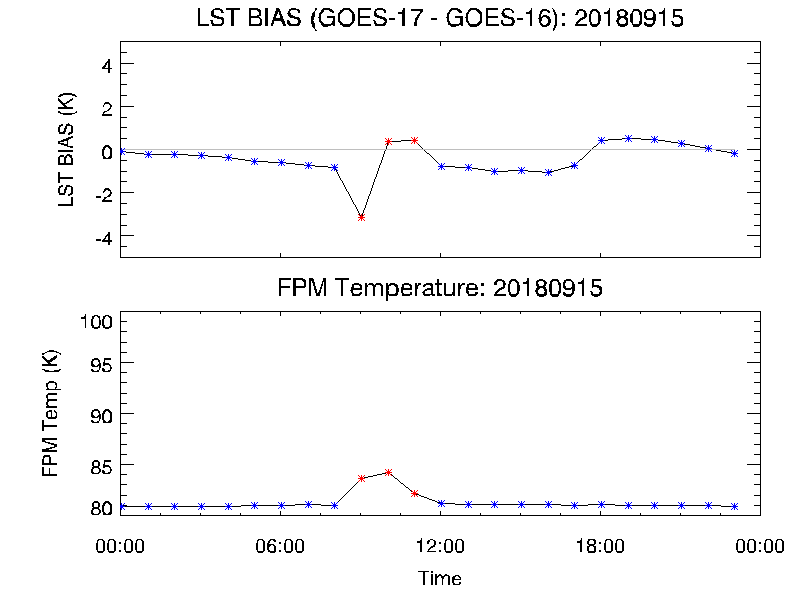 LST BIAS (GOES-17 - GOES-16): 20180915
4
2
0
-2
-4
LST BIAS (K)
FPM Temperature: 20180915
100
95
90
85
80
FPM Temp (K)
00:00 06:00 12:00 18:00 00:00
Time